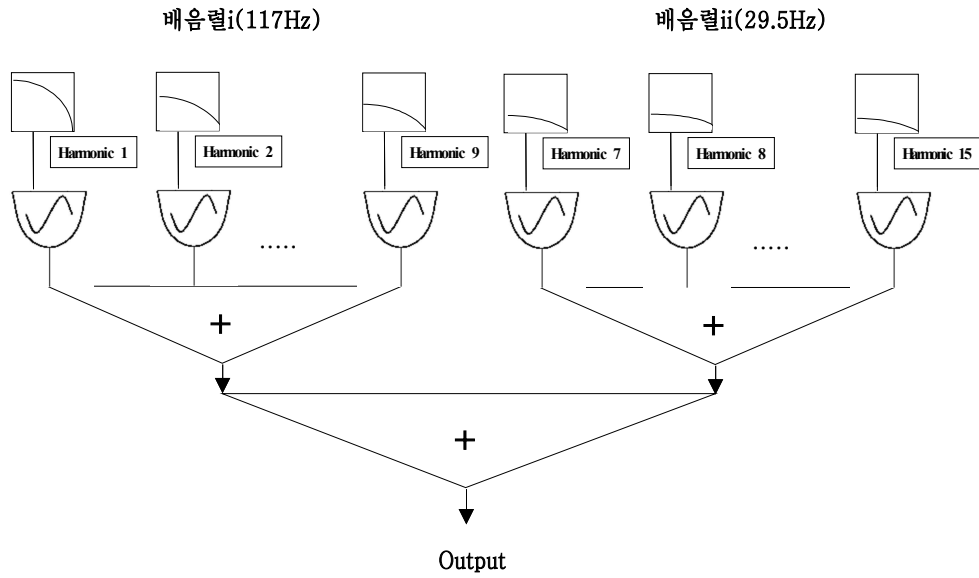 배음렬i(117Hz) 배음렬ii(29.5Hz)
Harmonic 1 Harmonic 2 Harmonic 9 Harmonic 7 Harmonic 8 Harmonic 15
..... .....
+ +
+
Output